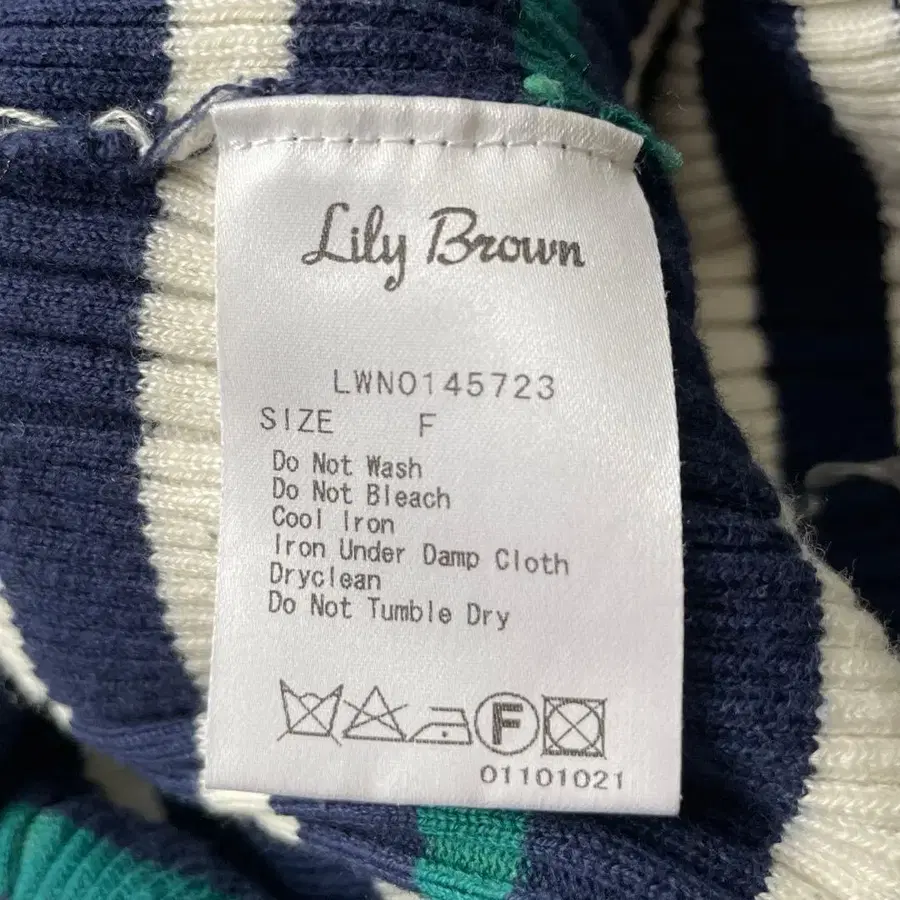 Lily Brown
LWNO145723
SIZE F
Do Not Wash
Do Not Bleach
Cool Iron
Iron Under Damp Cloth
Dryclean
Do Not Tumble Dry
F
01101021